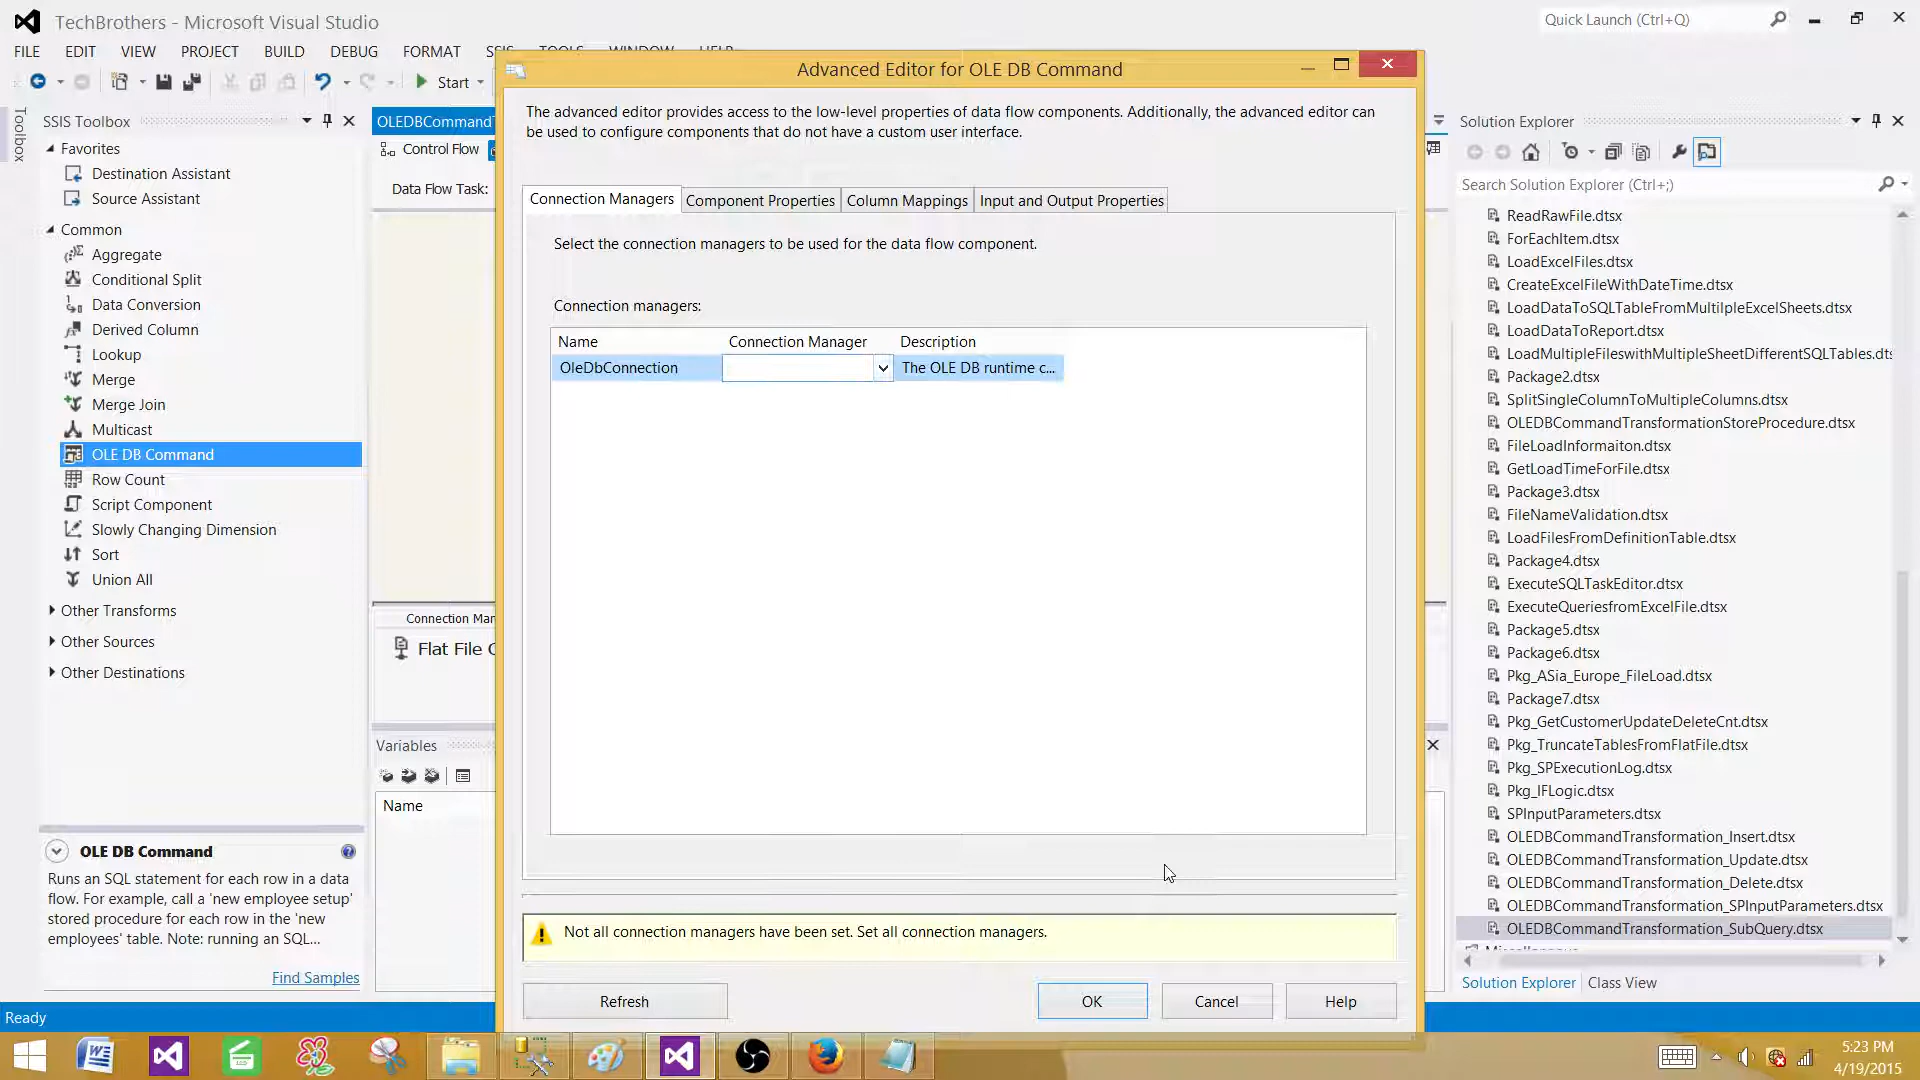 TechBrothers - Microsoft Visual Studio
Quick Launch (Ctrl+Q)
FILE EDIT VIEW PROJECT BUILD DEBUG FORMAT SSIS TOOLS WINDOW HELP
Start
Toolbox
SSIS Toolbox
Favorites
Destination Assistant
Source Assistant
Common
Aggregate
Conditional Split
Data Conversion
Derived Column
Lookup
Merge
Merge Join
Multicast
OLE DB Command
Row Count
Script Component
Slowly Changing Dimension
Sort
Union All
Other Transforms
Other Sources
Other Destinations
OLE DB Command
Runs an SQL statement for each row in a data
flow. For example, call a 'new employee setup'
stored procedure for each row in the 'new
employees' table. Note: running an SQL...
Find Samples
Ready
OLEDBCommandT
Control Flow
Data Flow Task:
Connection Man
Flat File C
Variables
Name
Advanced Editor for OLE DB Command
The advanced editor provides access to the low-level properties of data flow components. Additionally, the advanced editor can
be used to configure components that do not have a custom user interface.
Connection Managers
Component Properties
Column Mappings
Input and Output Properties
Select the connection managers to be used for the data flow component.
Connection managers:
Name Connection Manager Description
OleDbConnection The OLE DB runtime c...
Not all connection managers have been set. Set all connection managers.
Refresh
OK
Cancel
Help
Solution Explorer
Search Solution Explorer (Ctrl+;)
ReadRawFile.dtsx
ForEachItem.dtsx
LoadExcelFiles.dtsx
CreateExcelFileWithDateTime.dtsx
LoadDataToSQLTableFromMultilpleExcelSheets.dtsx
LoadDataToReport.dtsx
LoadMultipleFileswithMultipleSheetDifferentSQLTables.dts
Package2.dtsx
SplitSingleColumnToMultipleColumns.dtsx
OLEDBCommandTransformationStoreProcedure.dtsx
FileLoadInformaiton.dtsx
GetLoadTimeForFile.dtsx
Package3.dtsx
FileNameValidation.dtsx
LoadFilesFromDefinitionTable.dtsx
Package4.dtsx
ExecuteSQLTaskEditor.dtsx
ExecuteQueriesfromExcelFile.dtsx
Package5.dtsx
Package6.dtsx
Pkg_ASia_Europe_FileLoad.dtsx
Package7.dtsx
Pkg_GetCustomerUpdateDeleteCnt.dtsx
Pkg_TruncateTablesFromFlatFile.dtsx
Pkg_SPExecutionLog.dtsx
Pkg_IFLogic.dtsx
SPInputParameters.dtsx
OLEDBCommandTransformation_Insert.dtsx
OLEDBCommandTransformation_Update.dtsx
OLEDBCommandTransformation_Delete.dtsx
OLEDBCommandTransformation_SPInputParameters.dtsx
OLEDBCommandTransformation_SubQuery.dtsx
Solution Explorer Class View
5:23 PM
4/19/2015